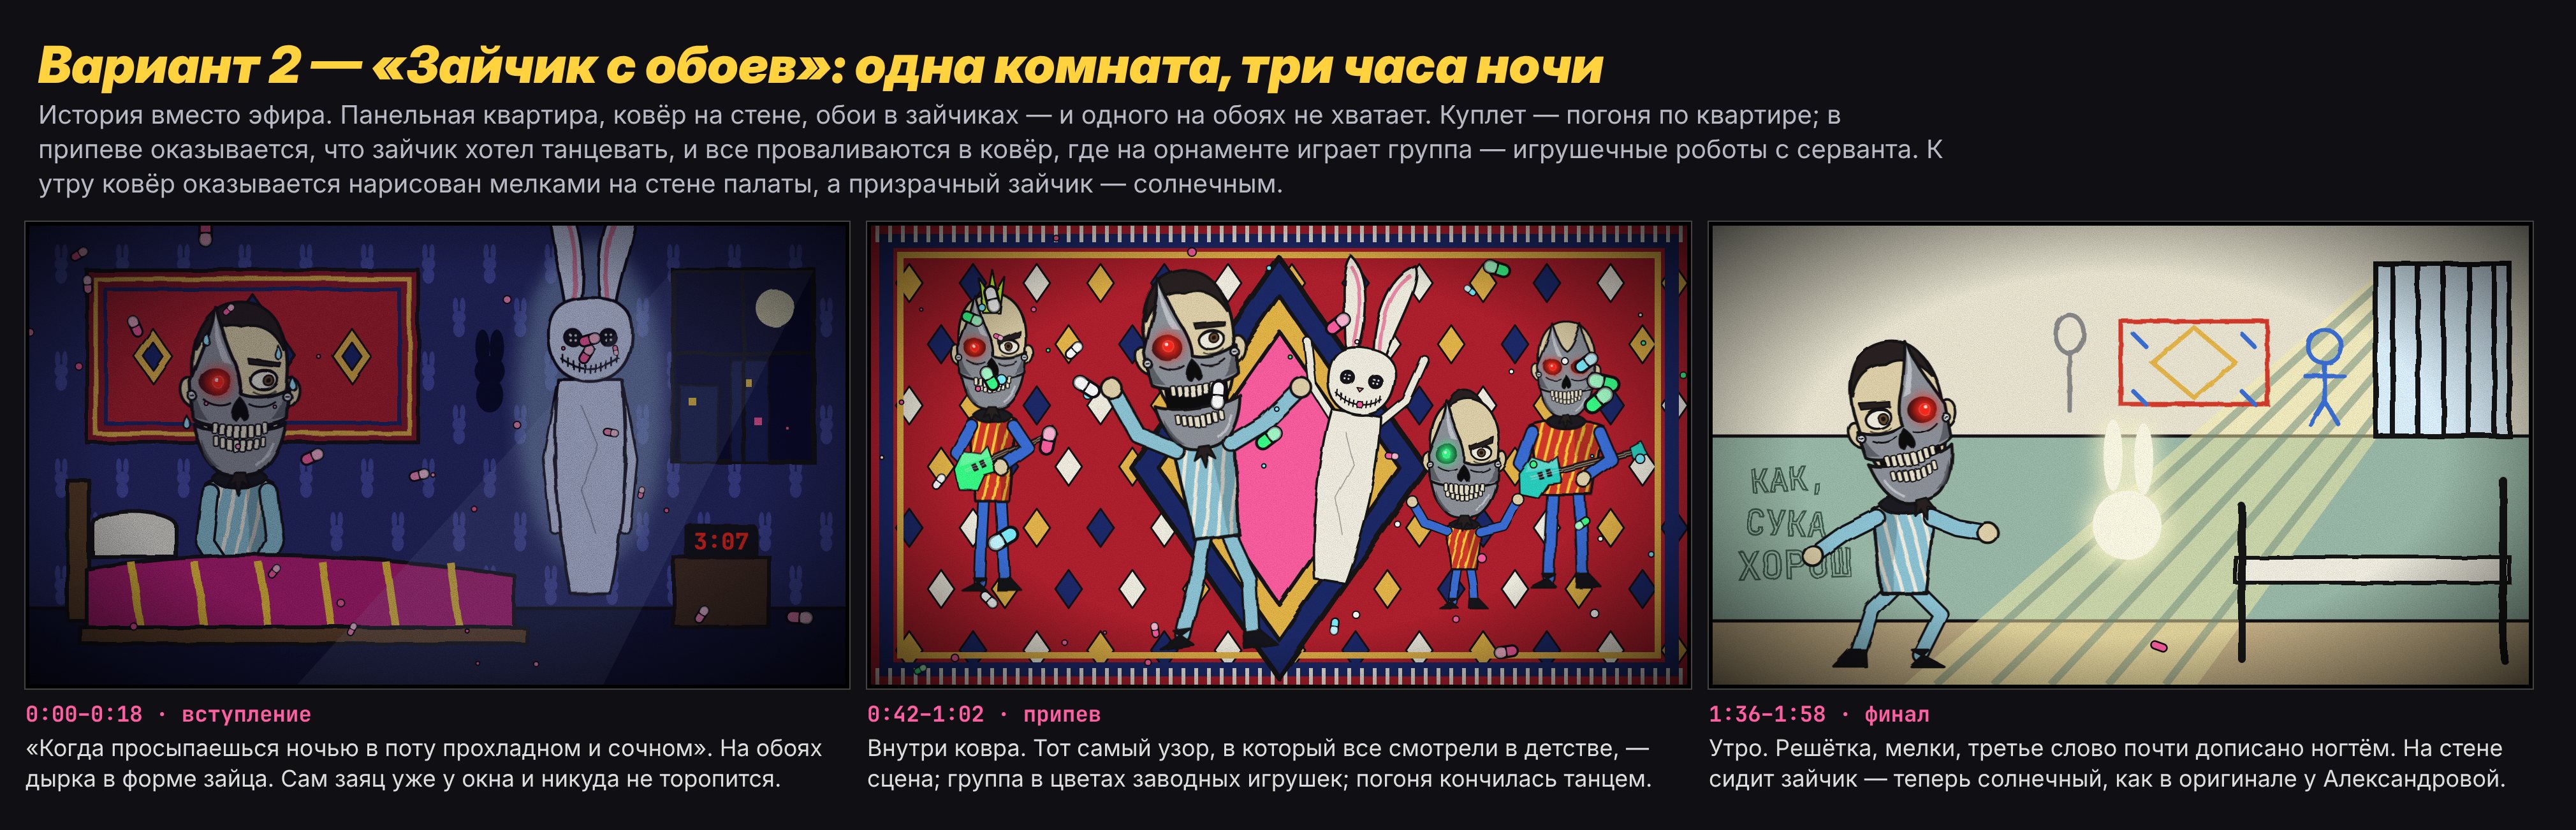 Вариант 2 — «Зайчик с обоев»: одна комната, три часа ночи
История вместо эфира. Панельная квартира, ковёр на стене, обои в зайчиках — и одного на обоях не хватает. Куплет — погоня по квартире; в
припеве оказывается, что зайчик хотел танцевать, и все проваливаются в ковёр, где на орнаменте играет группа — игрушечные роботы с серванта. К
утру ковёр оказывается нарисован мелками на стене палаты, а призрачный зайчик — солнечным.
3:07
КАК,
СУКА
ХОРОШ
0:00–0:18 · вступление
«Когда просыпаешься ночью в поту прохладном и сочном». На обоях
дырка в форме зайца. Сам заяц уже у окна и никуда не торопится.
0:42–1:02 · припев
Внутри ковра. Тот самый узор, в который все смотрели в детстве, —
сцена; группа в цветах заводных игрушек; погоня кончилась танцем.
1:36–1:58 · финал
Утро. Решётка, мелки, третье слово почти дописано ногтём. На стене
сидит зайчик — теперь солнечный, как в оригинале у Александровой.